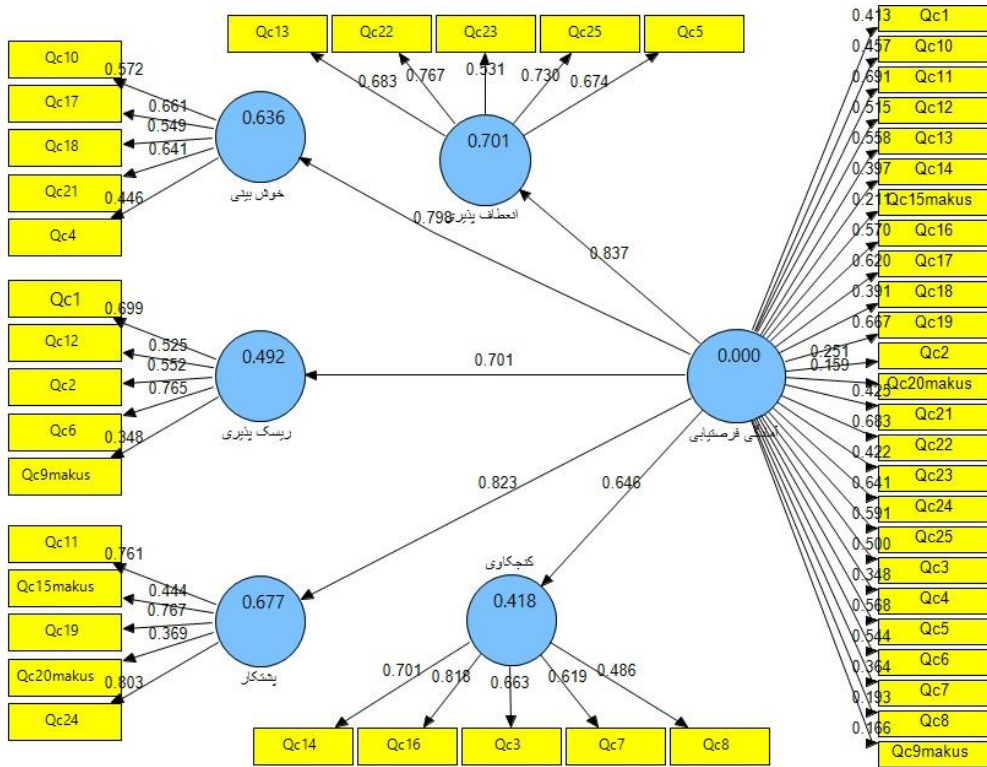 Qc13
Qc22
Qc23
Qc25
Qc5
0.683
0.767
0.531
0.730
0.674
0.701
انعطاف پذیری
Qc10
Qc17
Qc18
Qc21
Qc4
0.572
0.661
0.549
0.641
0.446
0.636
خوش بینی
0.798
0.837
Qc1
Qc12
Qc2
Qc6
Qc9makus
0.699
0.525
0.552
0.765
0.348
0.492
ریسک پذیری
0.701
0.000
آمادگی فرصتیابی
0.823
0.646
Qc11
Qc15makus
Qc19
Qc20makus
Qc24
0.761
0.444
0.767
0.369
0.803
0.677
پشتکار
کنجکاوی
0.418
0.701
0.818
0.663
0.619
0.486
Qc14
Qc16
Qc3
Qc7
Qc8
0.413
Qc1
0.457
Qc10
0.691
Qc11
0.515
Qc12
0.558
Qc13
0.397
Qc14
0.211
Qc15makus
0.570
Qc16
0.620
Qc17
0.391
Qc18
0.667
Qc19
0.251
Qc2
0.159
Qc20makus
0.425
Qc21
0.683
Qc22
0.422
Qc23
0.641
Qc24
0.591
Qc25
0.500
Qc3
0.348
Qc4
0.568
Qc5
0.544
Qc6
0.364
Qc7
0.193
Qc8
0.166
Qc9makus